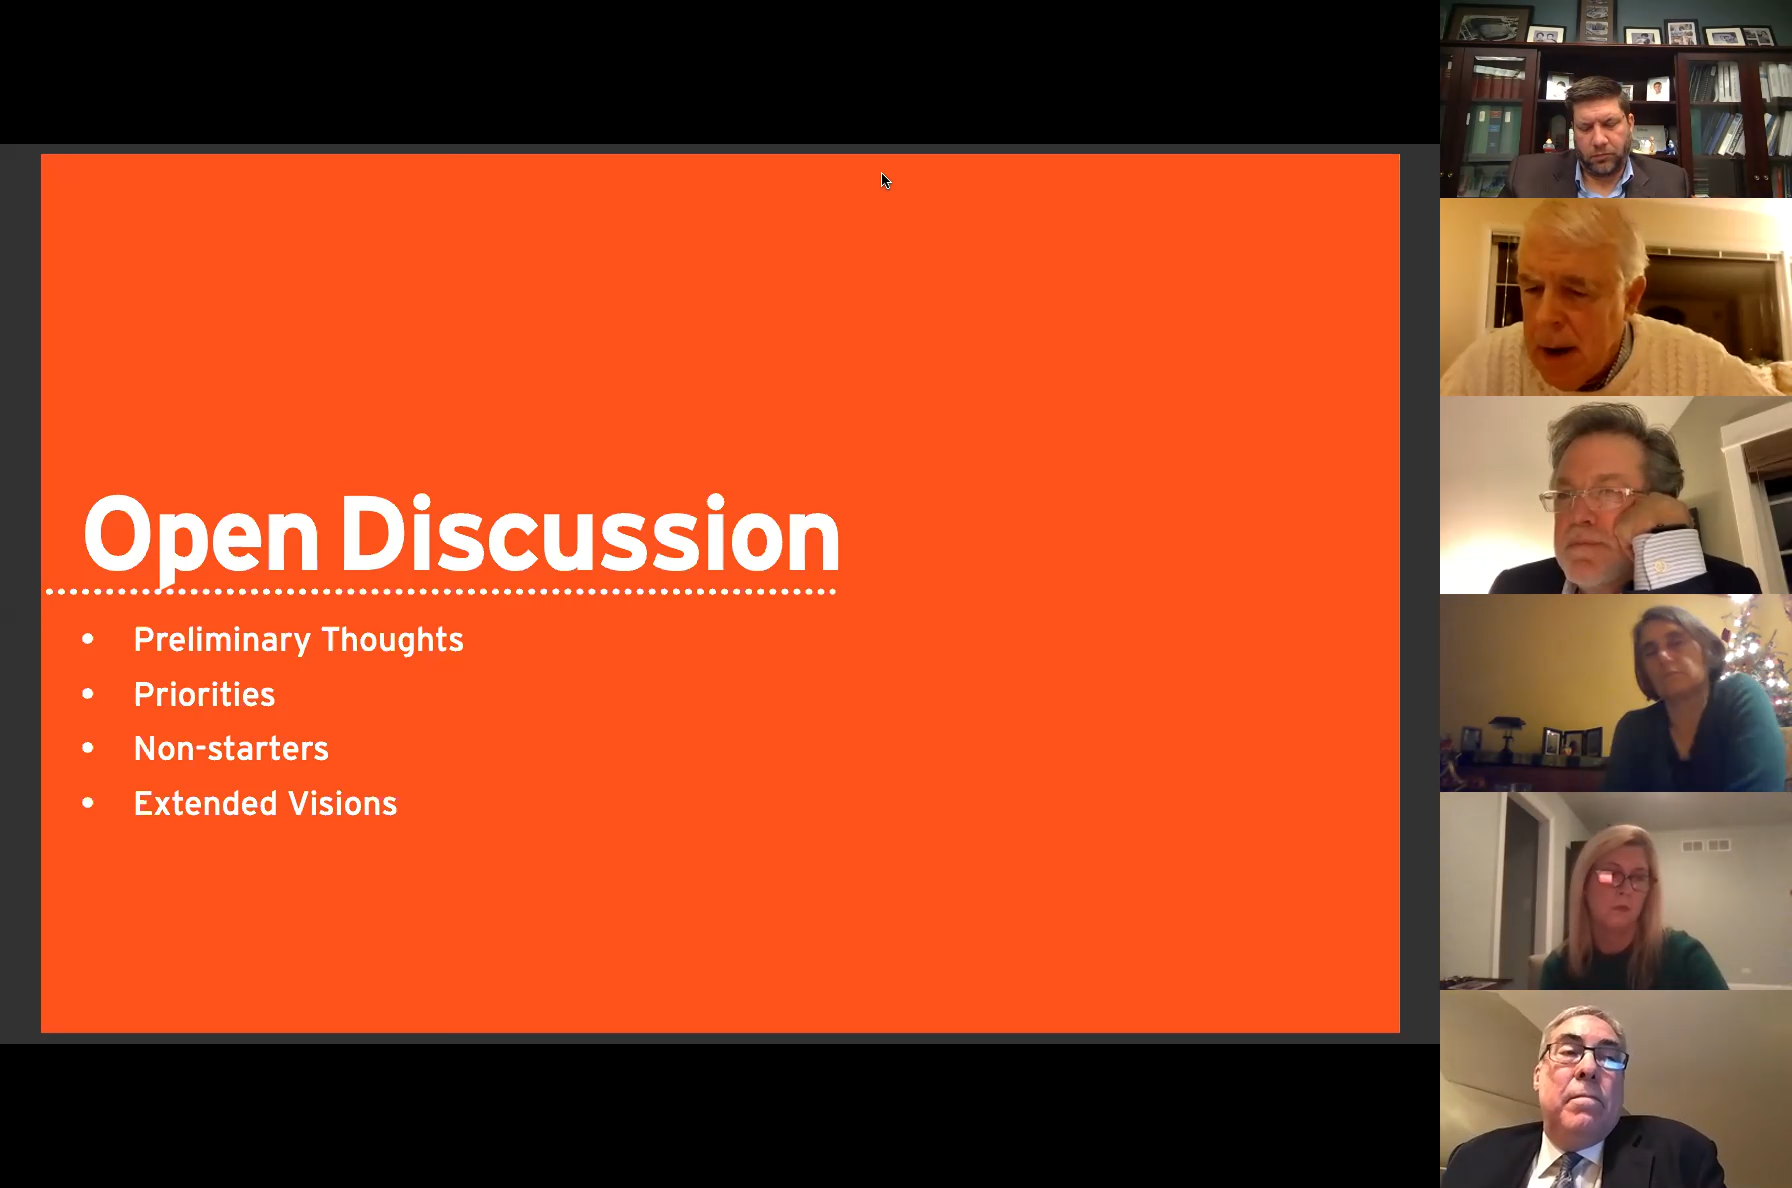 Open Discussion
• Preliminary Thoughts
• Priorities
• Non-starters
• Extended Visions